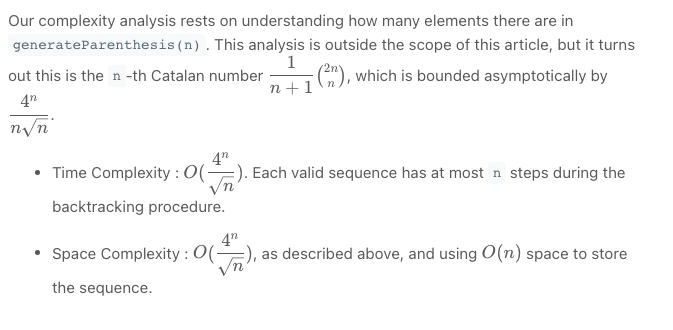 Our complexity analysis rests on understanding how many elements there are in
generateParenthesis(n) . This analysis is outside the scope of this article, but it turns
out this is the n -th Catalan number \frac{1}{n+1}\binom{2n}{n}, which is bounded asymptotically by
\frac{4^n}{n\sqrt{n}}.
• Time Complexity : O(\frac{4^n}{\sqrt{n}}). Each valid sequence has at most n steps during the
backtracking procedure.
• Space Complexity : O(\frac{4^n}{\sqrt{n}}), as described above, and using O(n) space to store
the sequence.